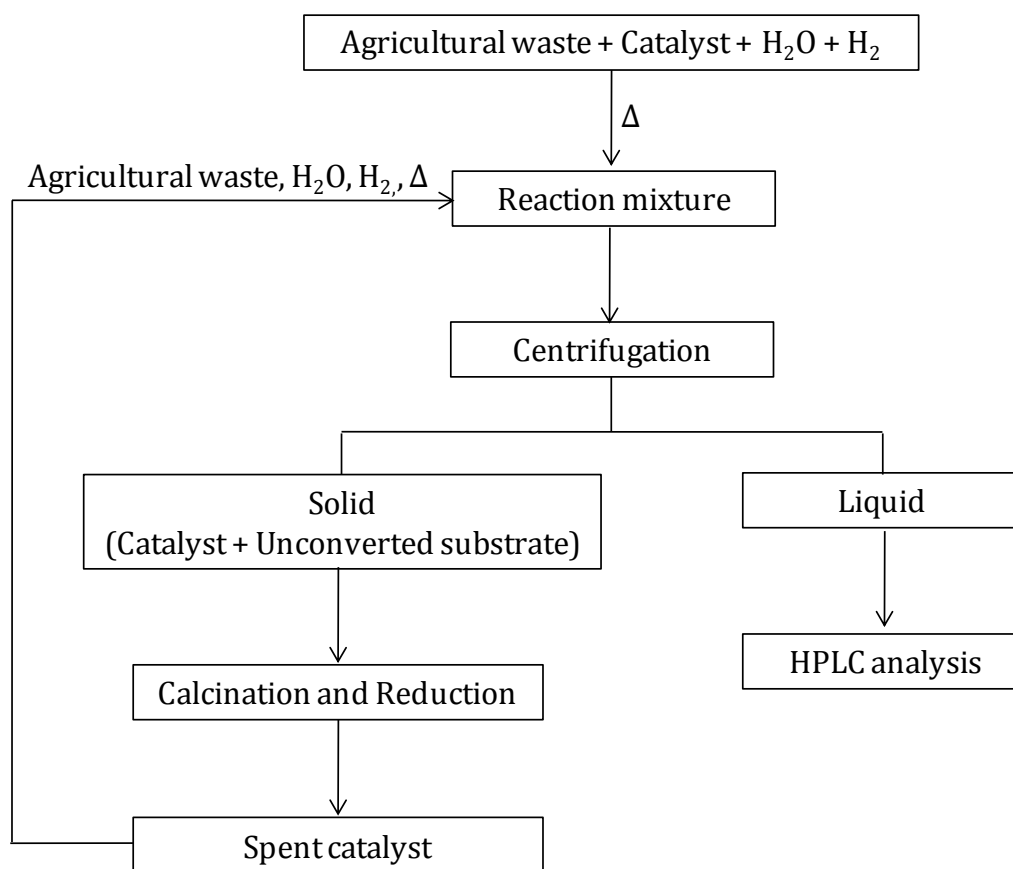 Agricultural waste + Catalyst + H₂O + H₂
Δ
Agricultural waste, H₂O, H₂,, Δ
Reaction mixture
Centrifugation
Solid
(Catalyst + Unconverted substrate)
Liquid
Calcination and Reduction
HPLC analysis
Spent catalyst